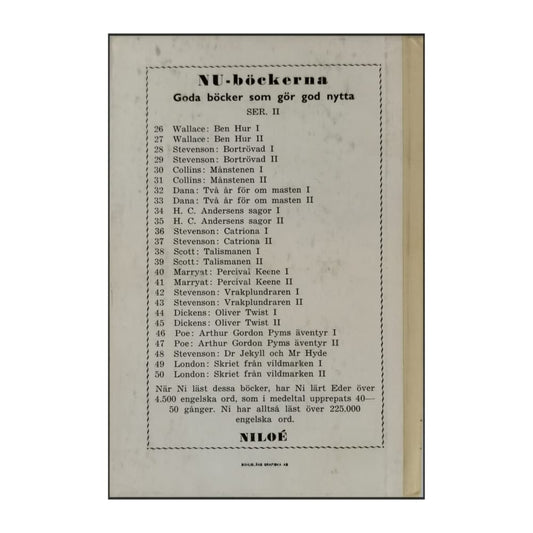 NU-böckerna
Goda böcker som gör god nytta
SER. II
26 Wallace: Ben Hur I
27 Wallace: Ben Hur II
28 Stevenson: Bortrövad I
29 Stevenson: Bortrövad II
30 Collins: Månstenen I
31 Collins: Månstenen II
32 Dana: Två år för om masten I
33 Dana: Två år för om masten II
34 H. C. Andersens sagor I
35 H. C. Andersens sagor II
36 Stevenson: Catriona I
37 Stevenson: Catriona II
38 Scott: Talismanen I
39 Scott: Talismanen II
40 Marryat: Percival Keene I
41 Marryat: Percival Keene II
42 Stevenson: Vrakplundraren I
43 Stevenson: Vrakplundraren II
44 Dickens: Oliver Twist I
45 Dickens: Oliver Twist II
46 Poe: Arthur Gordon Pyms äventyr I
47 Poe: Arthur Gordon Pyms äventyr II
48 Stevenson: Dr Jekyll och Mr Hyde
49 London: Skriet från vildmarken I
50 London: Skriet från vildmarken II
När Ni läst dessa böcker, har Ni lärt Eder över
4.500 engelska ord, som i medeltal upprepats 40—
50 gånger. Ni har alltså läst över 225.000
engelska ord.
NILOÉ
BOHUSLÄNS GRAFISKA AB